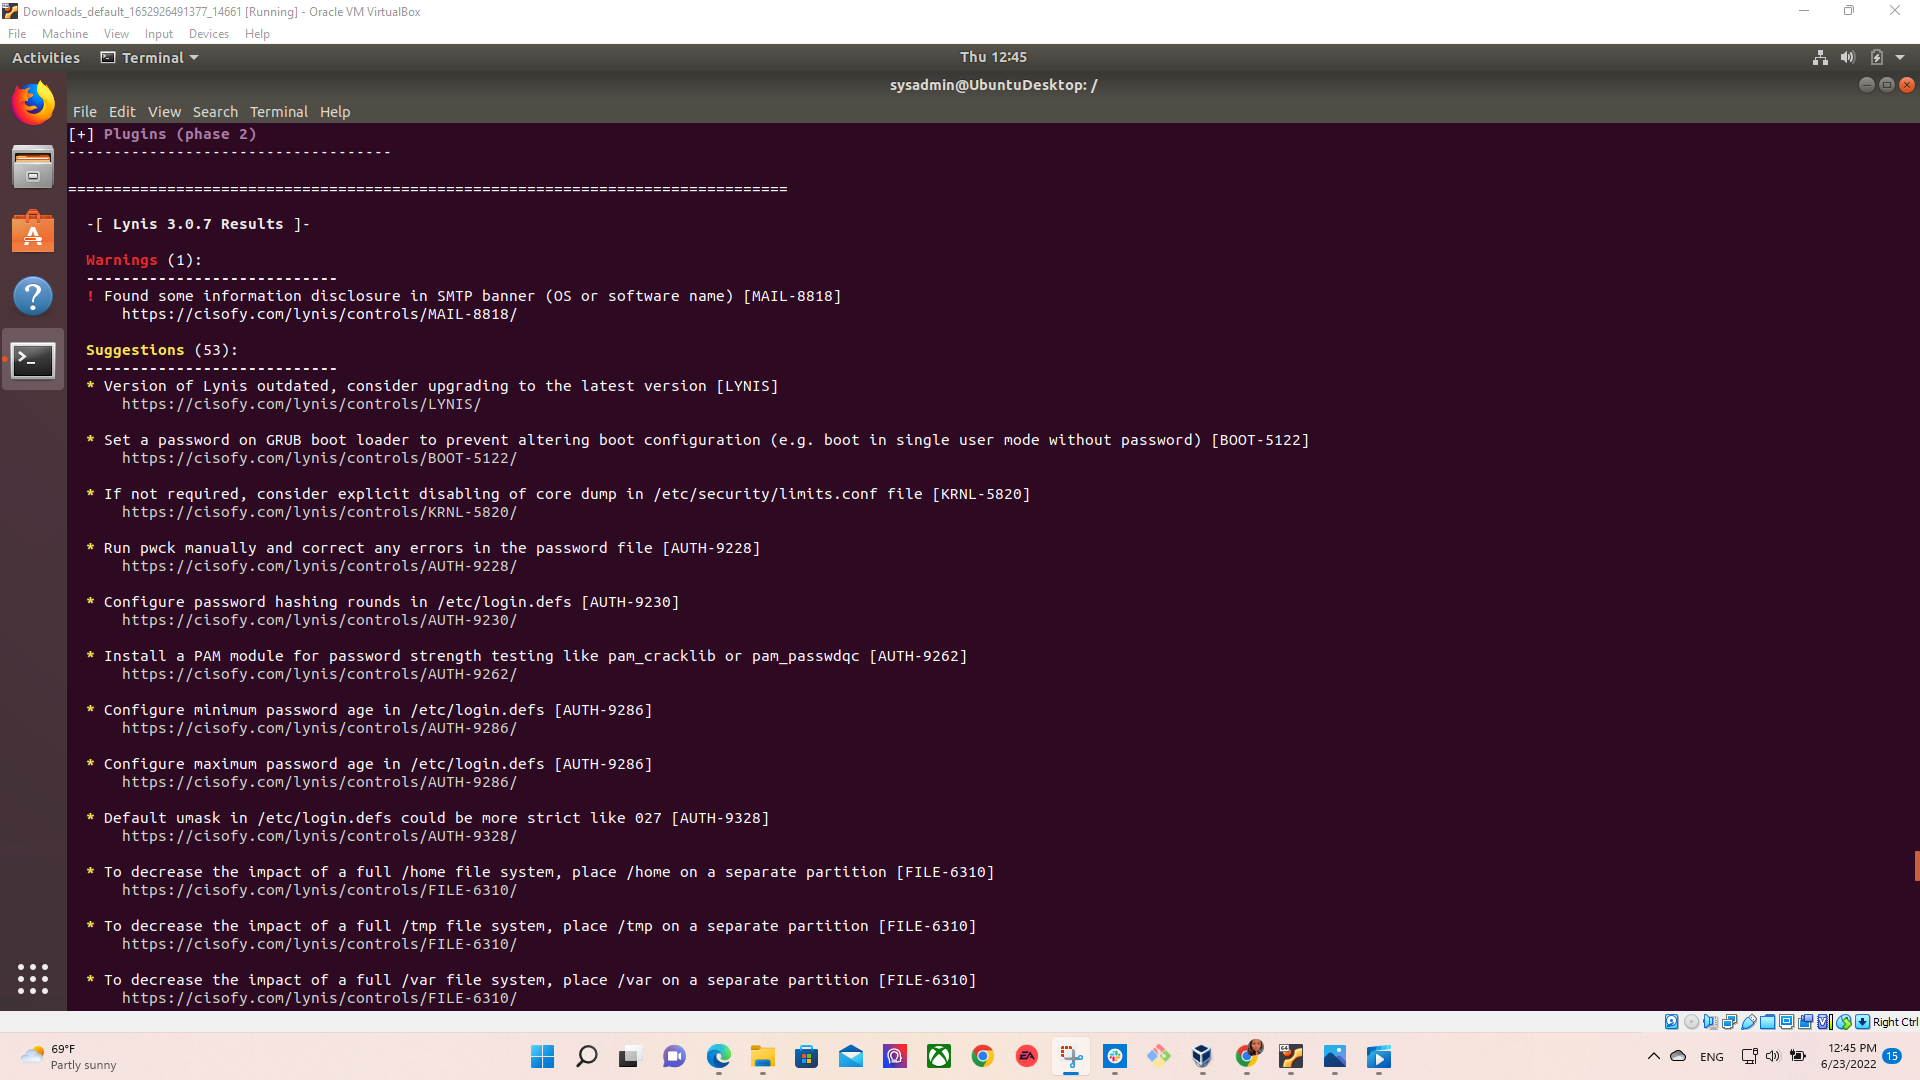 Downloads_default_1652926491377_14661 [Running] - Oracle VM VirtualBox
File Machine View Input Devices Help
Activities Terminal Thu 12:45
sysadmin@UbuntuDesktop: /
File Edit View Search Terminal Help
[+] Plugins (phase 2)
------------------------------------
================================================================================
-[ Lynis 3.0.7 Results ]-
Warnings (1):
----------------------------
! Found some information disclosure in SMTP banner (OS or software name) [MAIL-8818]
https://cisofy.com/lynis/controls/MAIL-8818/
Suggestions (53):
----------------------------
* Version of Lynis outdated, consider upgrading to the latest version [LYNIS]
https://cisofy.com/lynis/controls/LYNIS/
* Set a password on GRUB boot loader to prevent altering boot configuration (e.g. boot in single user mode without password) [BOOT-5122]
https://cisofy.com/lynis/controls/BOOT-5122/
* If not required, consider explicit disabling of core dump in /etc/security/limits.conf file [KRNL-5820]
https://cisofy.com/lynis/controls/KRNL-5820/
* Run pwck manually and correct any errors in the password file [AUTH-9228]
https://cisofy.com/lynis/controls/AUTH-9228/
* Configure password hashing rounds in /etc/login.defs [AUTH-9230]
https://cisofy.com/lynis/controls/AUTH-9230/
* Install a PAM module for password strength testing like pam_cracklib or pam_passwdqc [AUTH-9262]
https://cisofy.com/lynis/controls/AUTH-9262/
* Configure minimum password age in /etc/login.defs [AUTH-9286]
https://cisofy.com/lynis/controls/AUTH-9286/
* Configure maximum password age in /etc/login.defs [AUTH-9286]
https://cisofy.com/lynis/controls/AUTH-9286/
* Default umask in /etc/login.defs could be more strict like 027 [AUTH-9328]
https://cisofy.com/lynis/controls/AUTH-9328/
* To decrease the impact of a full /home file system, place /home on a separate partition [FILE-6310]
https://cisofy.com/lynis/controls/FILE-6310/
* To decrease the impact of a full /tmp file system, place /tmp on a separate partition [FILE-6310]
https://cisofy.com/lynis/controls/FILE-6310/
* To decrease the impact of a full /var file system, place /var on a separate partition [FILE-6310]
https://cisofy.com/lynis/controls/FILE-6310/
Right Ctrl
69°F
Partly sunny
EA
ENG
12:45 PM
6/23/2022
15